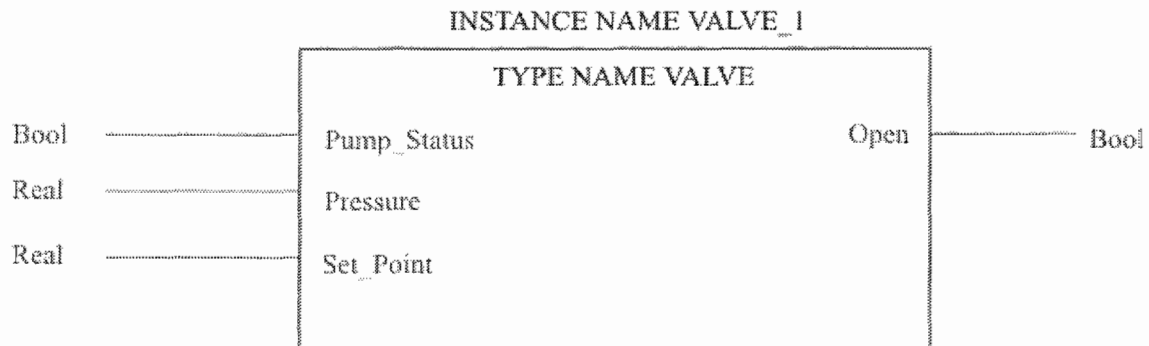 INSTANCE NAME VALVE_1
TYPE NAME VALVE
Bool Pump_Status Open Bool
Real Pressure
Real Set_Point